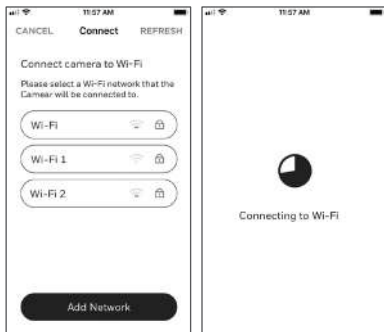 11:57 AM
CANCEL Connect REFRESH
Connect camera to Wi-Fi
Please select a Wi-Fi network that the
Camear will be connected to.
Wi-Fi
Wi-Fi 1
Wi-Fi 2
Add Network
11:57 AM
Connecting to Wi-Fi